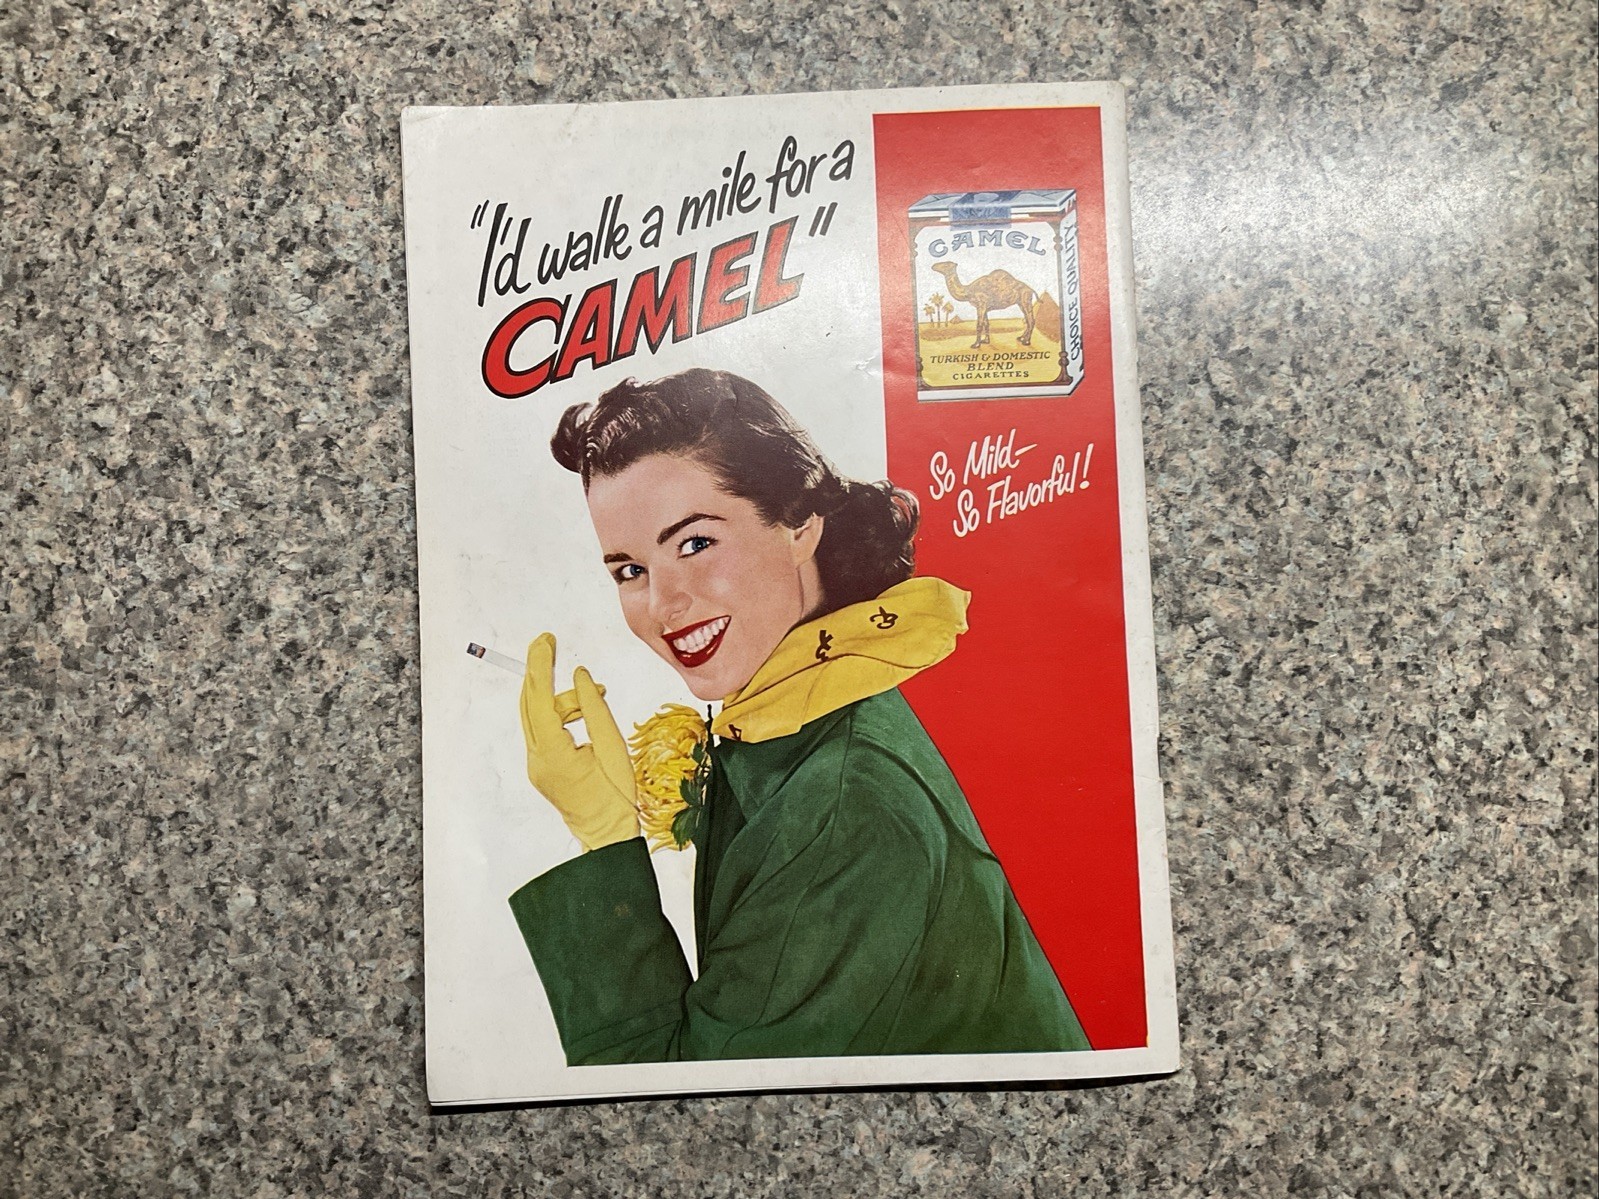 "I'd walk a mile for a
CAMEL"
CAMEL
CHOICE QUALITY
TURKISH & DOMESTIC
BLEND
CIGARETTES
So Mild–
So Flavorful!